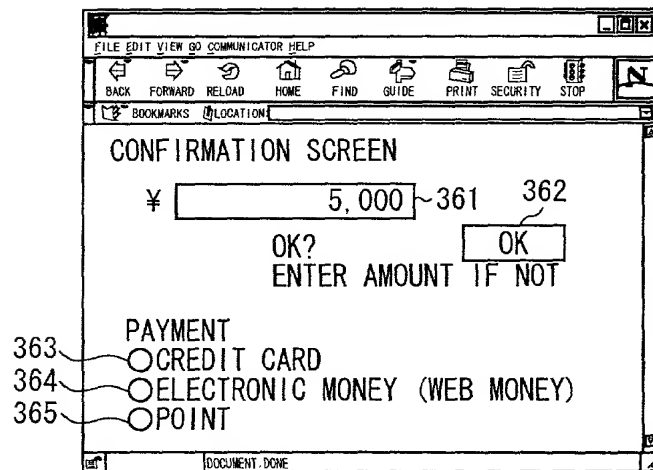 FILE EDIT VIEW GO COMMUNICATOR HELP
BACK FORWARD RELOAD HOME FIND GUIDE PRINT SECURITY STOP N
BOOKMARKS LOCATION:
CONFIRMATION SCREEN
¥ 5,000 361 362
OK? OK
ENTER AMOUNT IF NOT
PAYMENT
363 CREDIT CARD
364 ELECTRONIC MONEY (WEB MONEY)
365 POINT
DOCUMENT.DONE